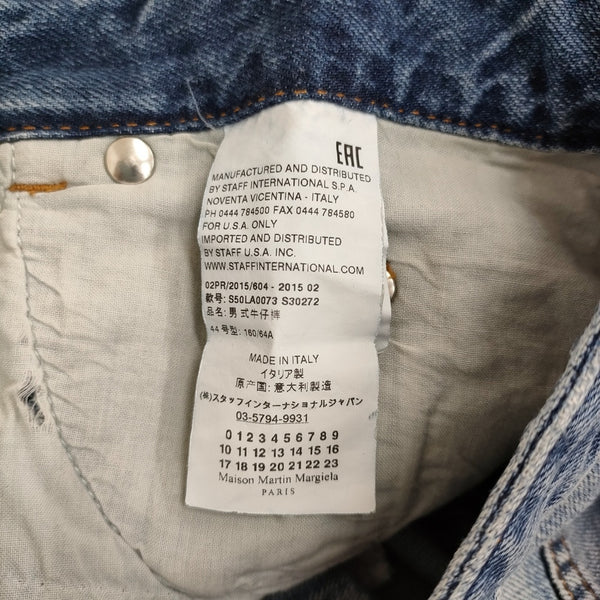 EAC
MANUFACTURED AND DISTRIBUTED
BY STAFF INTERNATIONAL S.P.A.
NOVENTA VICENTINA - ITALY
PH 0444 784500 FAX 0444 784580
FOR U.S.A. ONLY
IMPORTED AND DISTRIBUTED
BY STAFF U.S.A. INC.
WWW.STAFFINTERNATIONAL.COM
02PR/2015/604 - 2015 02
款号: S50LA0073 S30272
品名: 男式牛仔裤
44 号型: 160/64A
MADE IN ITALY
イタリア製
原产国: 意大利製造
(株)スタッフインターナショナルジャパン
03-5794-9931
0 1 2 3 4 5 6 7 8 9
10 11 12 13 14 15 16
17 18 19 20 21 22 23
Maison Martin Margiela
PARIS